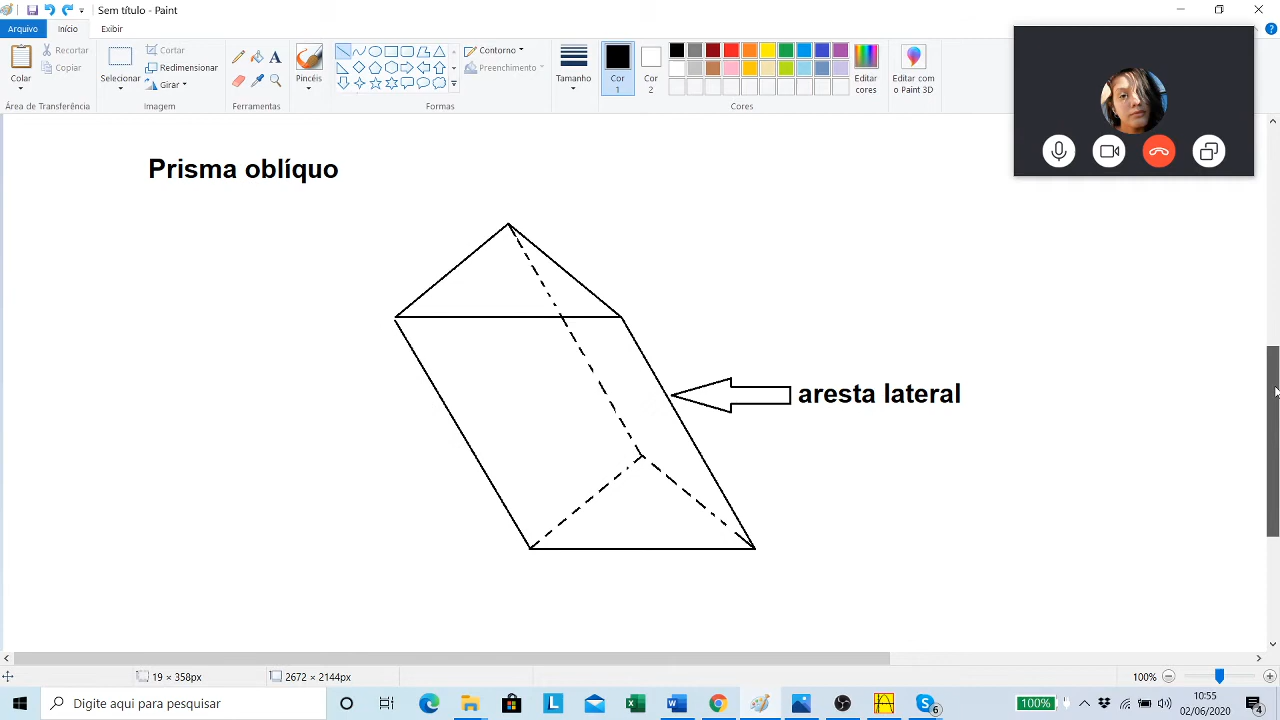 Sem título - Paint
Arquivo
Início
Exibir
Colar
Recortar
Copiar
Área de Transferência
Selecionar
Cortar
Redimensionar
Girar
Imagem
Ferramentas
Pincéis
Formas
Contorno
Preenchimento
Tamanho
Cor
1
Cor
2
Cores
Editar
cores
Editar com
o Paint 3D
Prisma oblíquo
aresta lateral
19 × 358px
2672 × 2144px
100%
Digite aqui para pesquisar
L
W
S
6
100%
10:55
02/06/2020
4